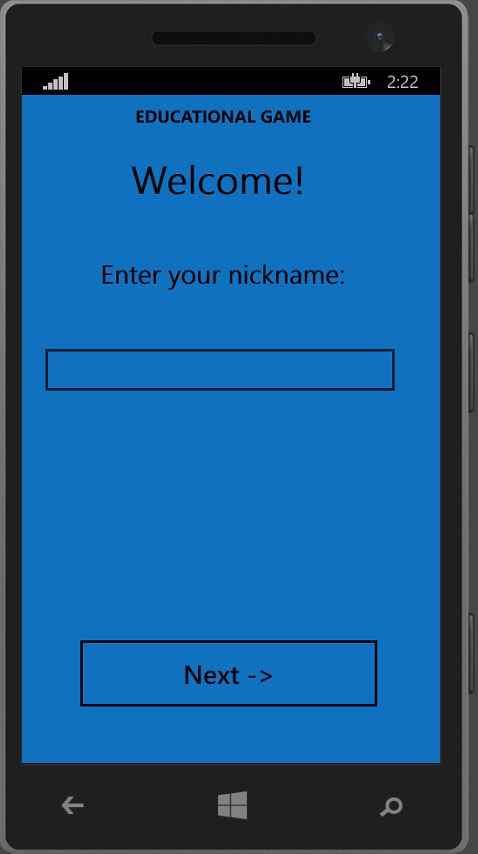 2:22
EDUCATIONAL GAME
Welcome!
Enter your nickname:
Next ->